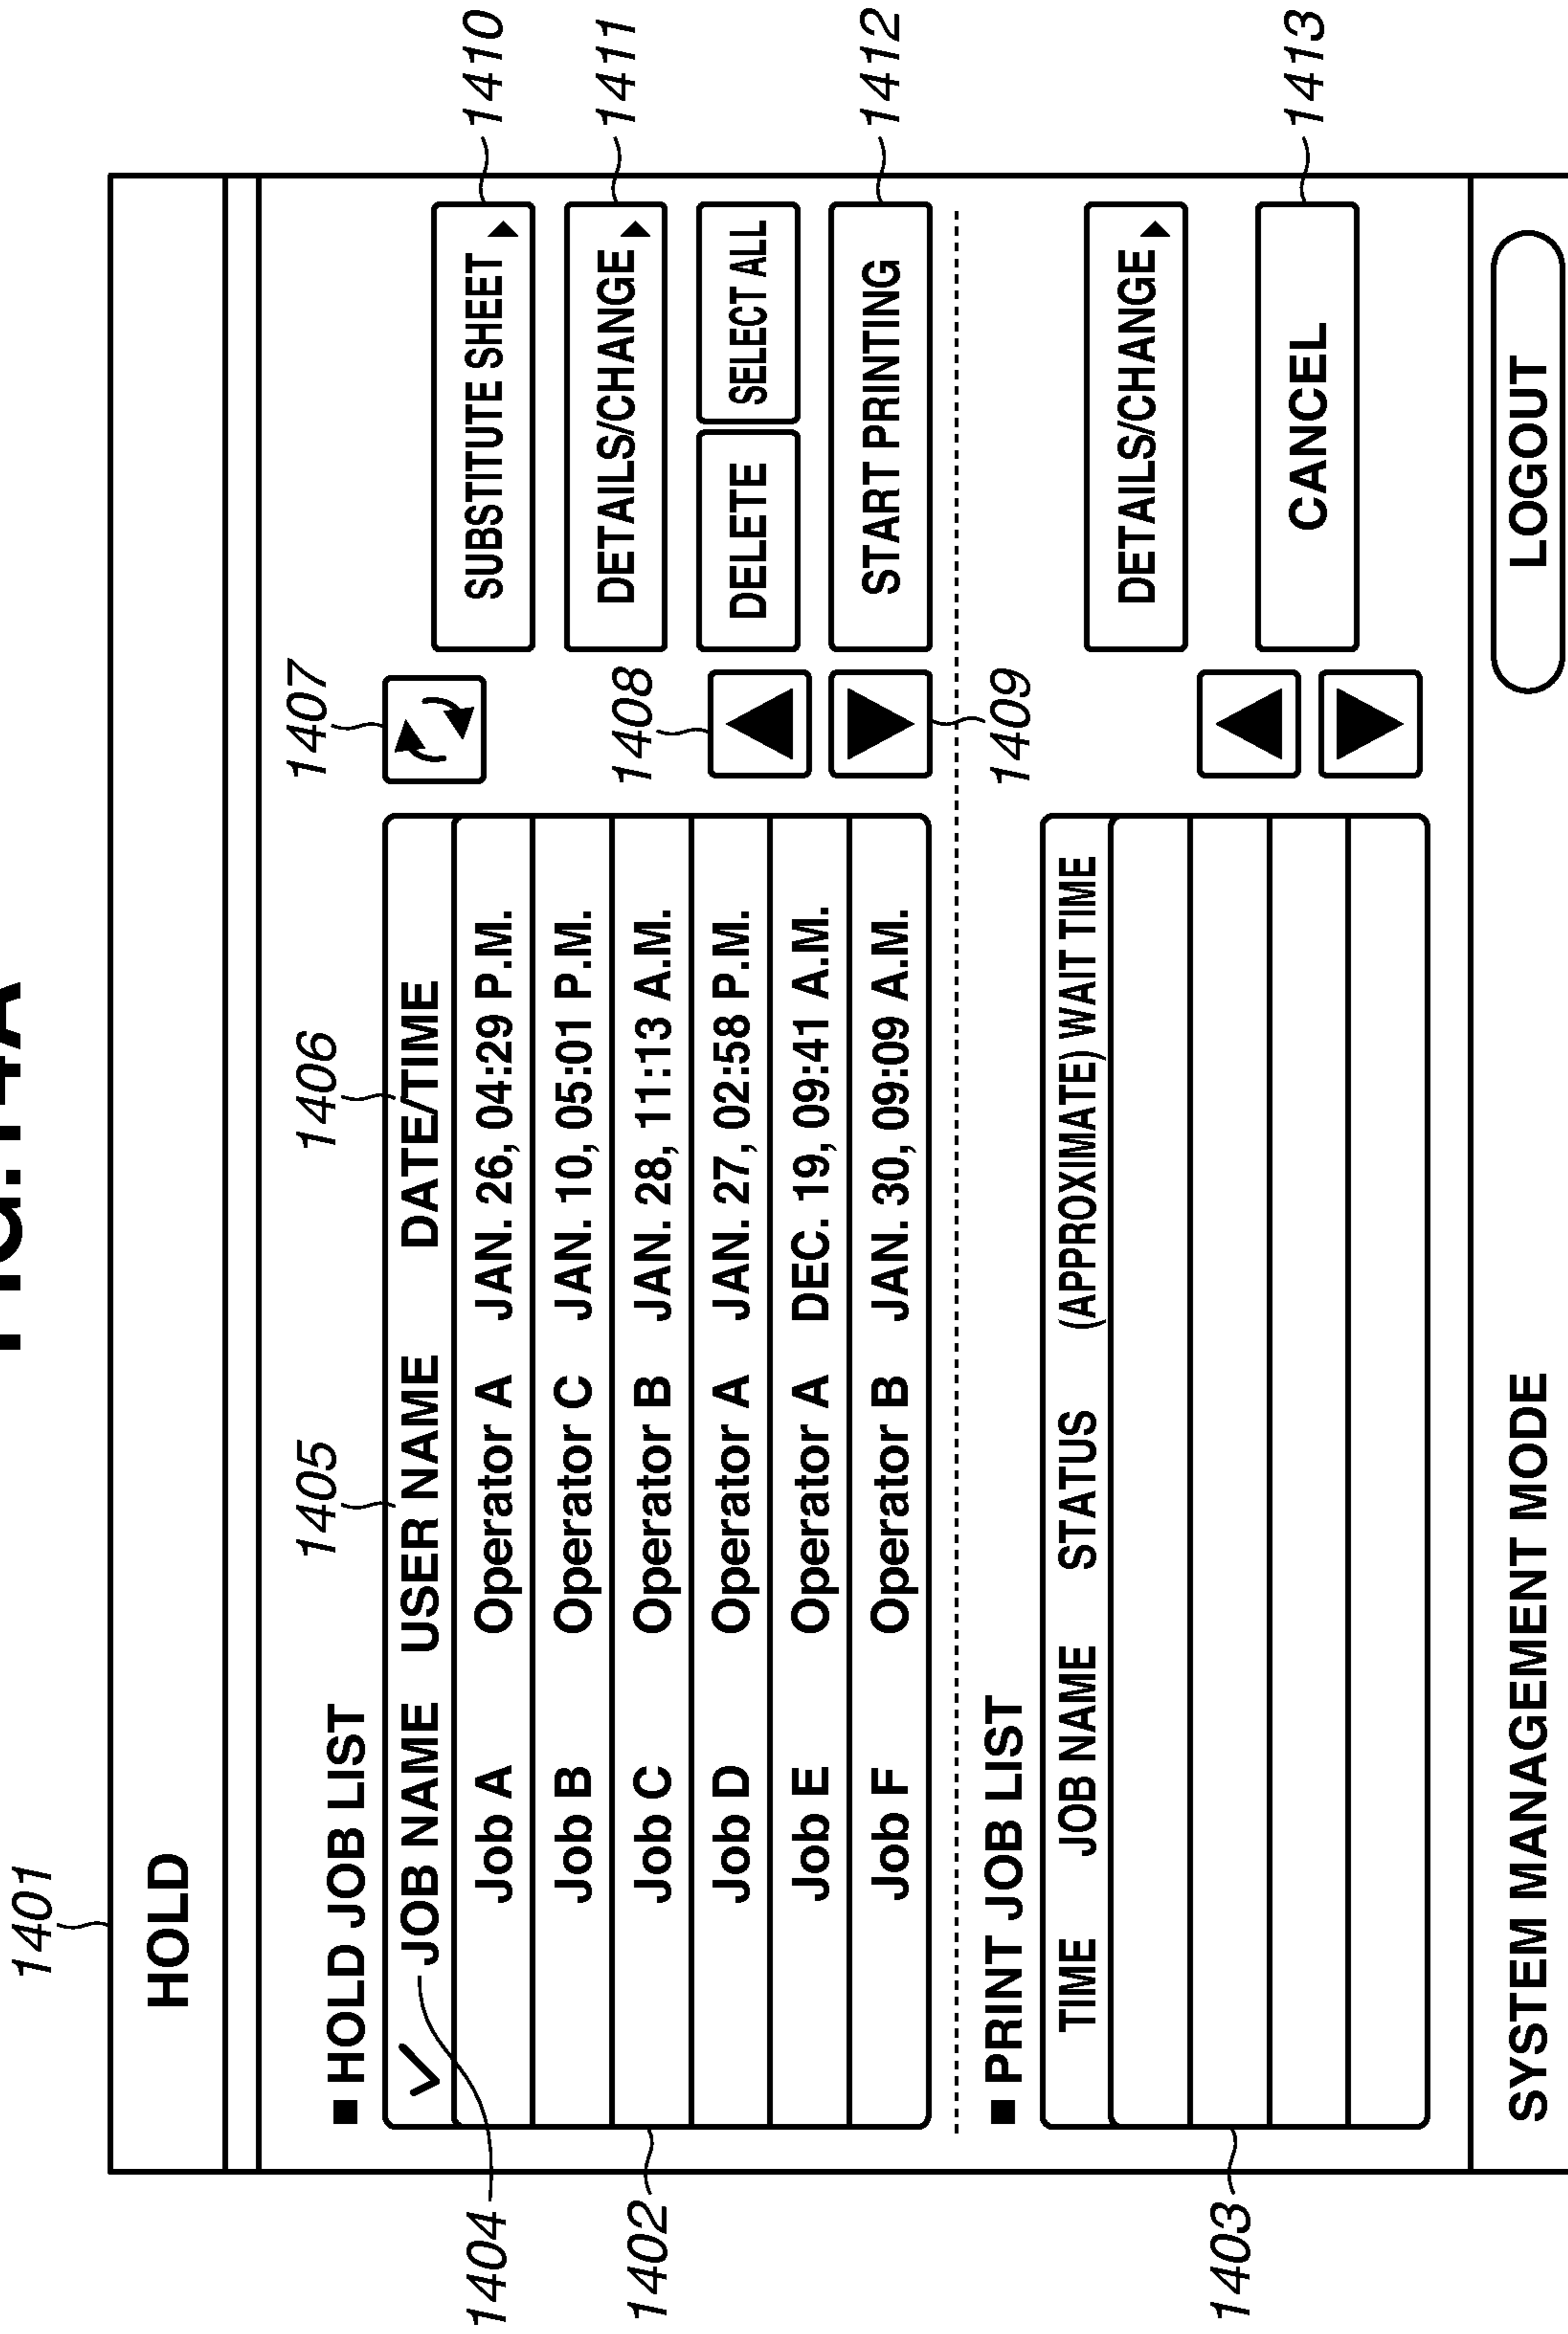 FIG.14A
1401
HOLD
■ HOLD JOB LIST
1405
1406
1407
JOB NAME USER NAME DATE/TIME
Job A Operator A JAN. 26, 04:29 P.M.
Job B Operator C JAN. 10, 05:01 P.M.
Job C Operator B JAN. 28, 11:13 A.M.
Job D Operator A JAN. 27, 02:58 P.M.
Job E Operator A DEC. 19, 09:41 A.M.
Job F Operator B JAN. 30, 09:09 A.M.
1404
1402
1408
1409
SUBSTITUTE SHEET
1410
DETAILS/CHANGE
1411
DELETE SELECT ALL
START PRINTING
1412
■ PRINT JOB LIST
TIME JOB NAME STATUS (APPROXIMATE) WAIT TIME
1403
DETAILS/CHANGE
CANCEL
1413
SYSTEM MANAGEMENT MODE LOGOUT